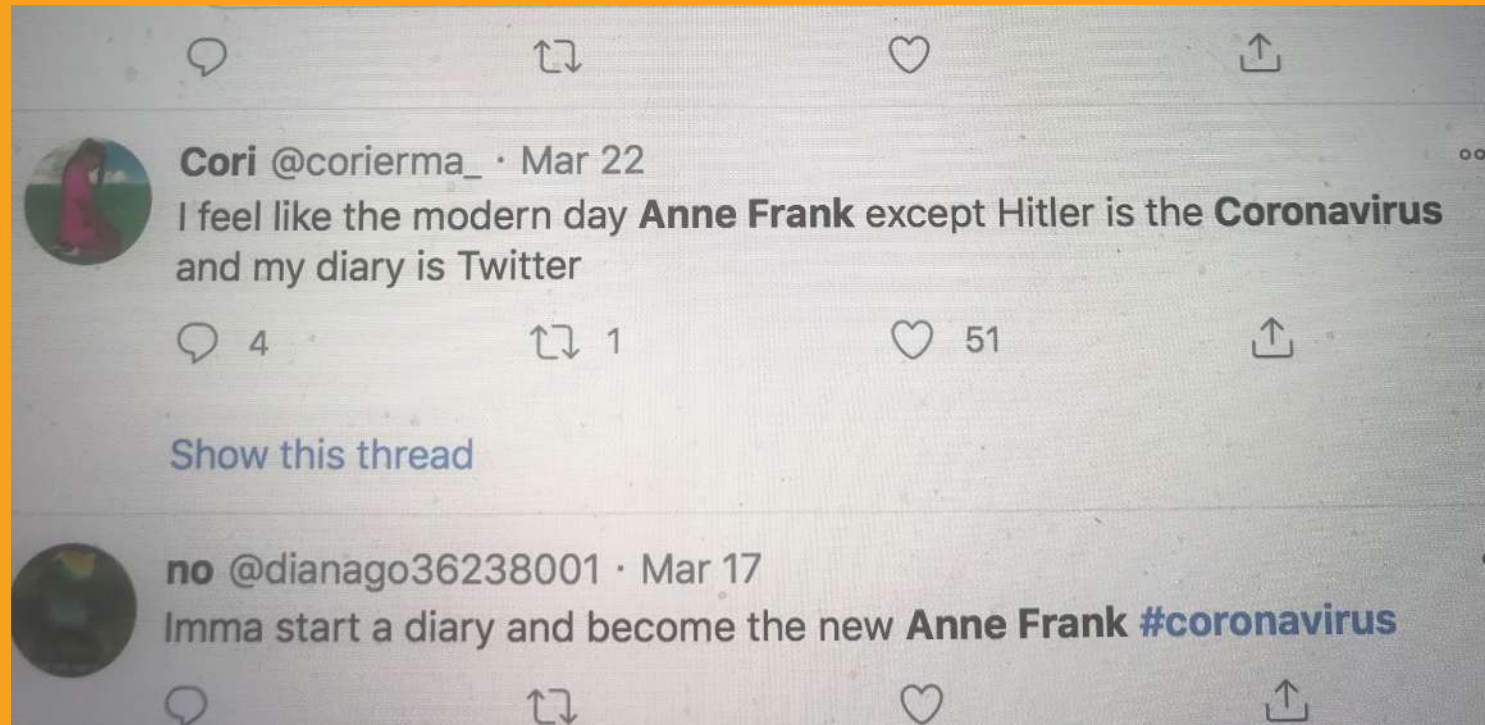 Cori @corierma_ · Mar 22
I feel like the modern day Anne Frank except Hitler is the Coronavirus
and my diary is Twitter
4 1 51
Show this thread
no @dianago36238001 · Mar 17
Imma start a diary and become the new Anne Frank #coronavirus